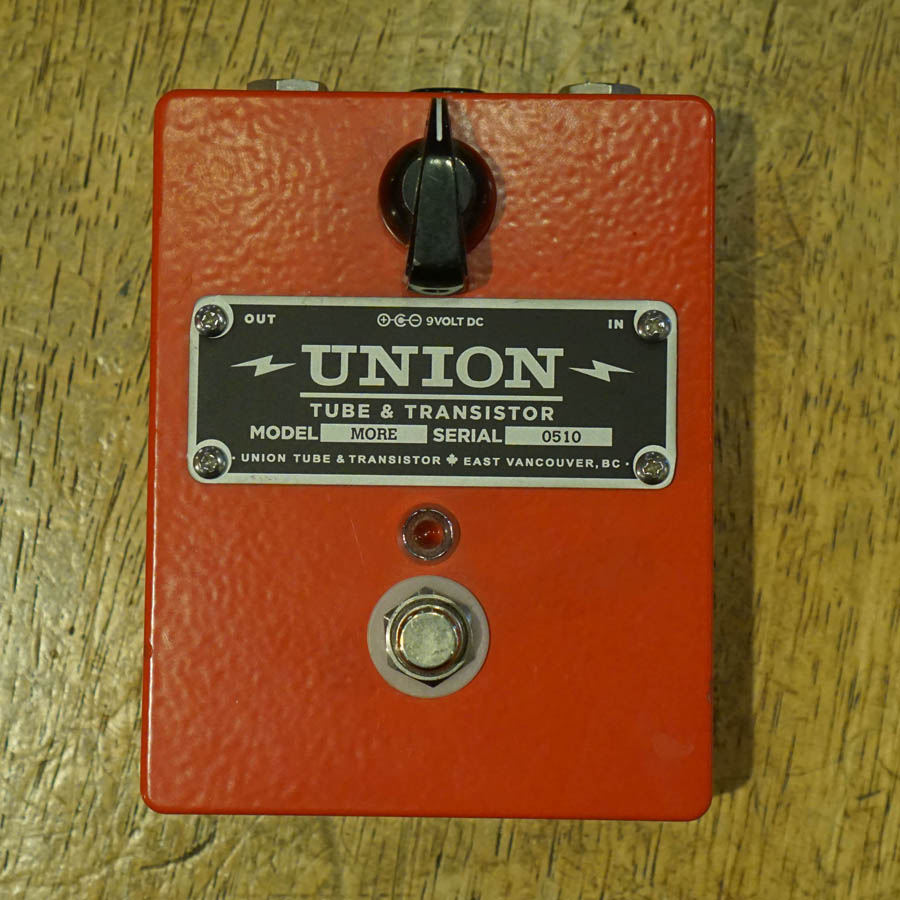 OUT 9VOLT DC IN
UNION
TUBE & TRANSISTOR
MODEL MORE SERIAL 0510
· UNION TUBE & TRANSISTOR 🍁 EAST VANCOUVER, BC ·